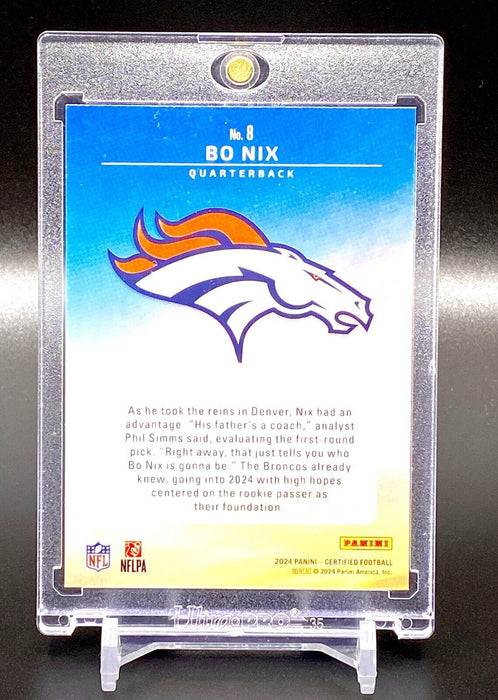 No. 8
BO NIX
QUARTERBACK
As he took the reins in Denver, Nix had an
advantage. "His father's a coach," analyst
Phil Simms said, evaluating the first-round
pick. "Right away, that just tells you who
Bo Nix is gonna be." The Broncos already
knew, going into 2024 with high hopes
centered on the rookie passer as
their foundation.
PANINI
NFL
NFLPA
2024 PANINI - CERTIFIED FOOTBALL
© 2024 Panini America, Inc.
35